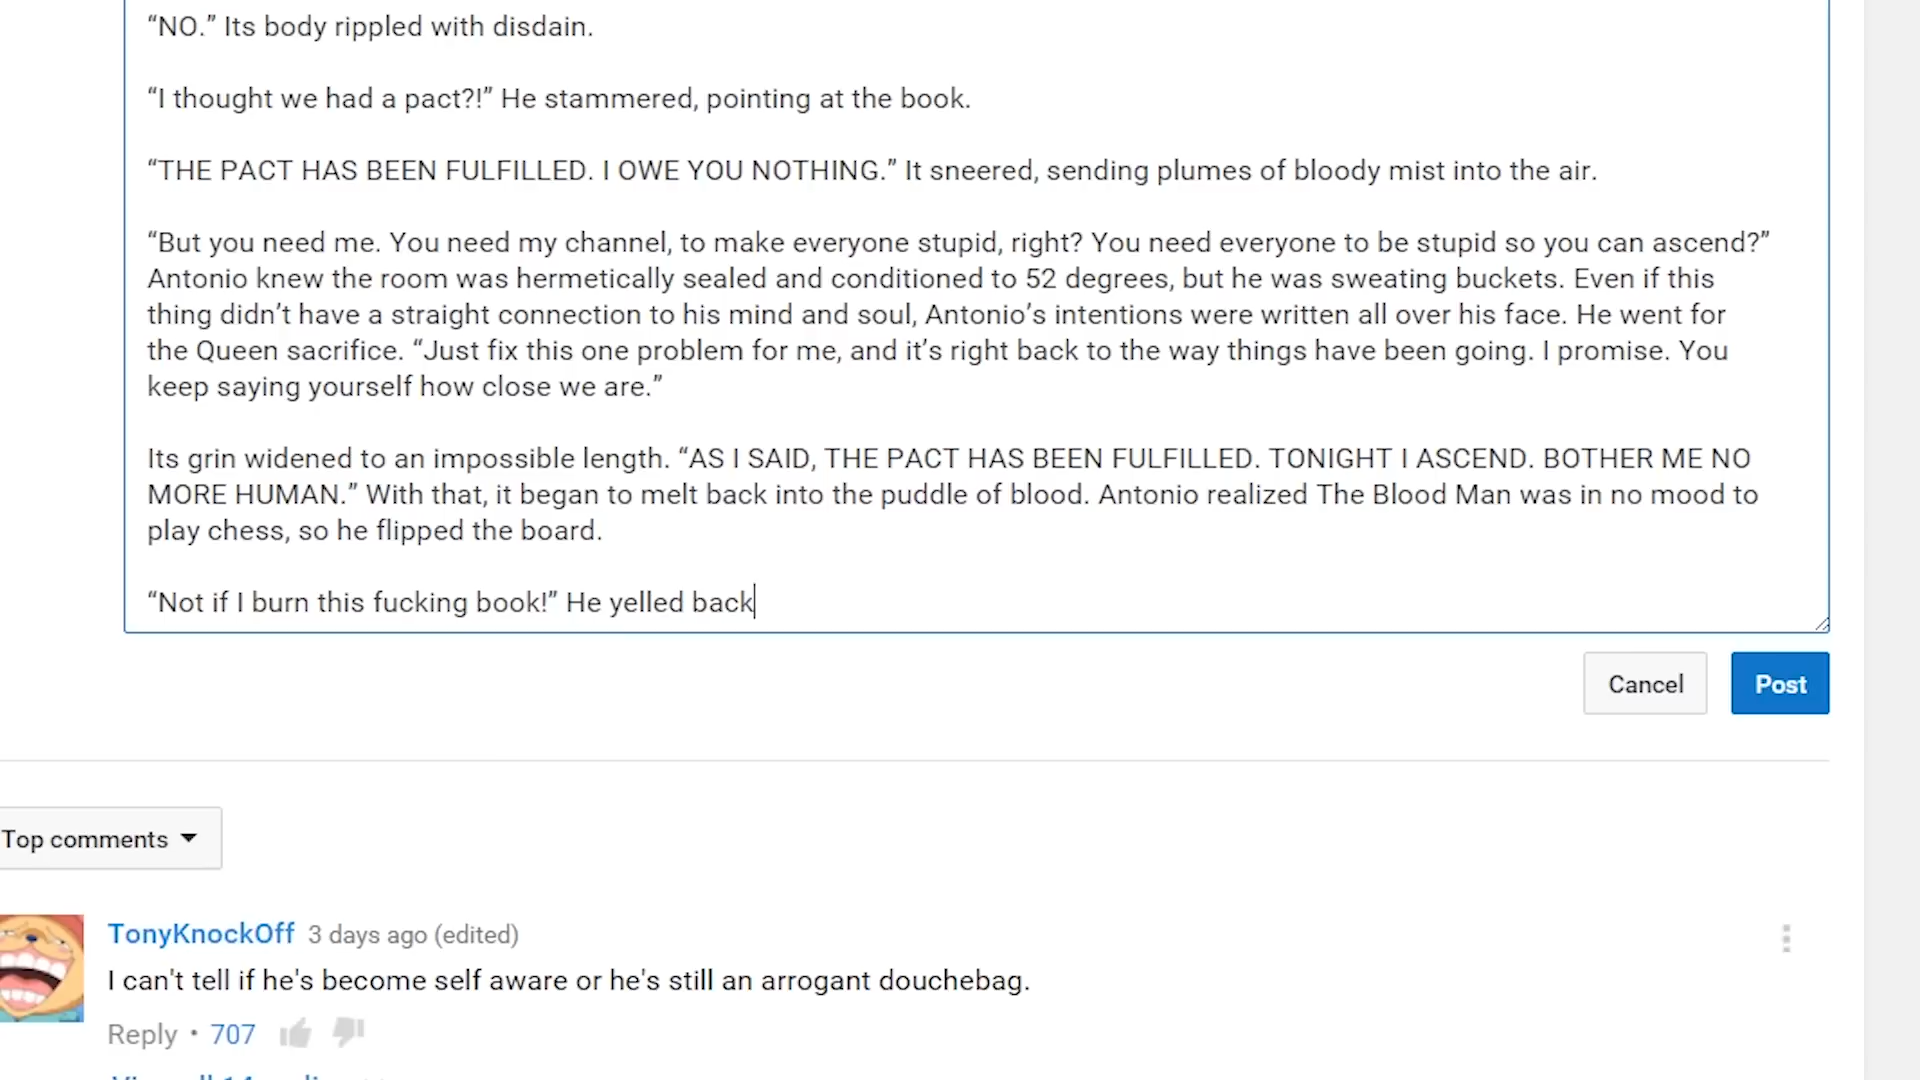 “NO.” Its body rippled with disdain.
“I thought we had a pact?!” He stammered, pointing at the book.
“THE PACT HAS BEEN FULFILLED. I OWE YOU NOTHING.” It sneered, sending plumes of bloody mist into the air.
“But you need me. You need my channel, to make everyone stupid, right? You need everyone to be stupid so you can ascend?”
Antonio knew the room was hermetically sealed and conditioned to 52 degrees, but he was sweating buckets. Even if this
thing didn’t have a straight connection to his mind and soul, Antonio’s intentions were written all over his face. He went for
the Queen sacrifice. “Just fix this one problem for me, and it’s right back to the way things have been going. I promise. You
keep saying yourself how close we are.”
Its grin widened to an impossible length. “AS I SAID, THE PACT HAS BEEN FULFILLED. TONIGHT I ASCEND. BOTHER ME NO
MORE HUMAN.” With that, it began to melt back into the puddle of blood. Antonio realized The Blood Man was in no mood to
play chess, so he flipped the board.
“Not if I burn this fucking book!” He yelled back
Cancel
Post
Top comments
TonyKnockOff 3 days ago (edited)
I can't tell if he's become self aware or he's still an arrogant douchebag.
Reply • 707